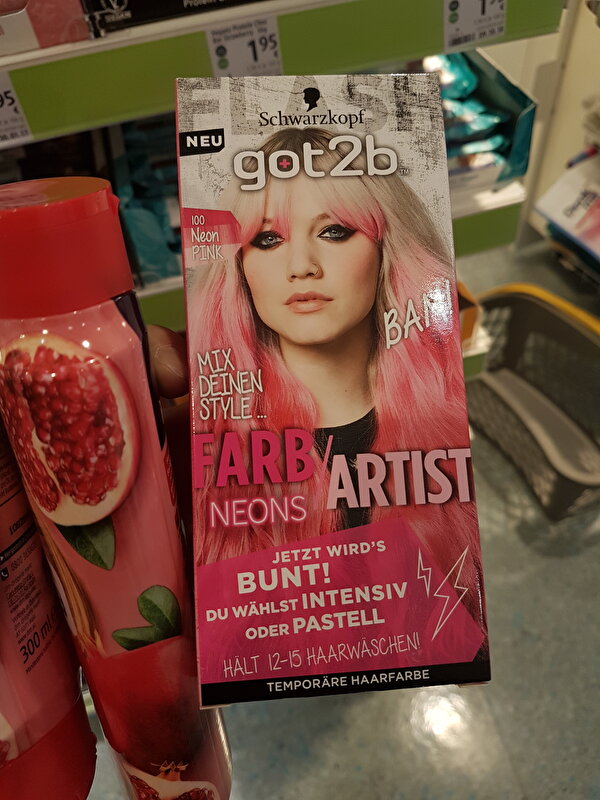 1.95
FLASH
Schwarzkopf
NEU
got2b
100
Neon
PINK
BAM
MIX
DEINEN
STYLE ...
FARB/ARTIST
NEONS
JETZT WIRD'S
BUNT!
DU WÄHLST INTENSIV
ODER PASTELL
HÄLT 12-15 HAARWÄSCHEN!
TEMPORÄRE HAARFARBE
300 ml